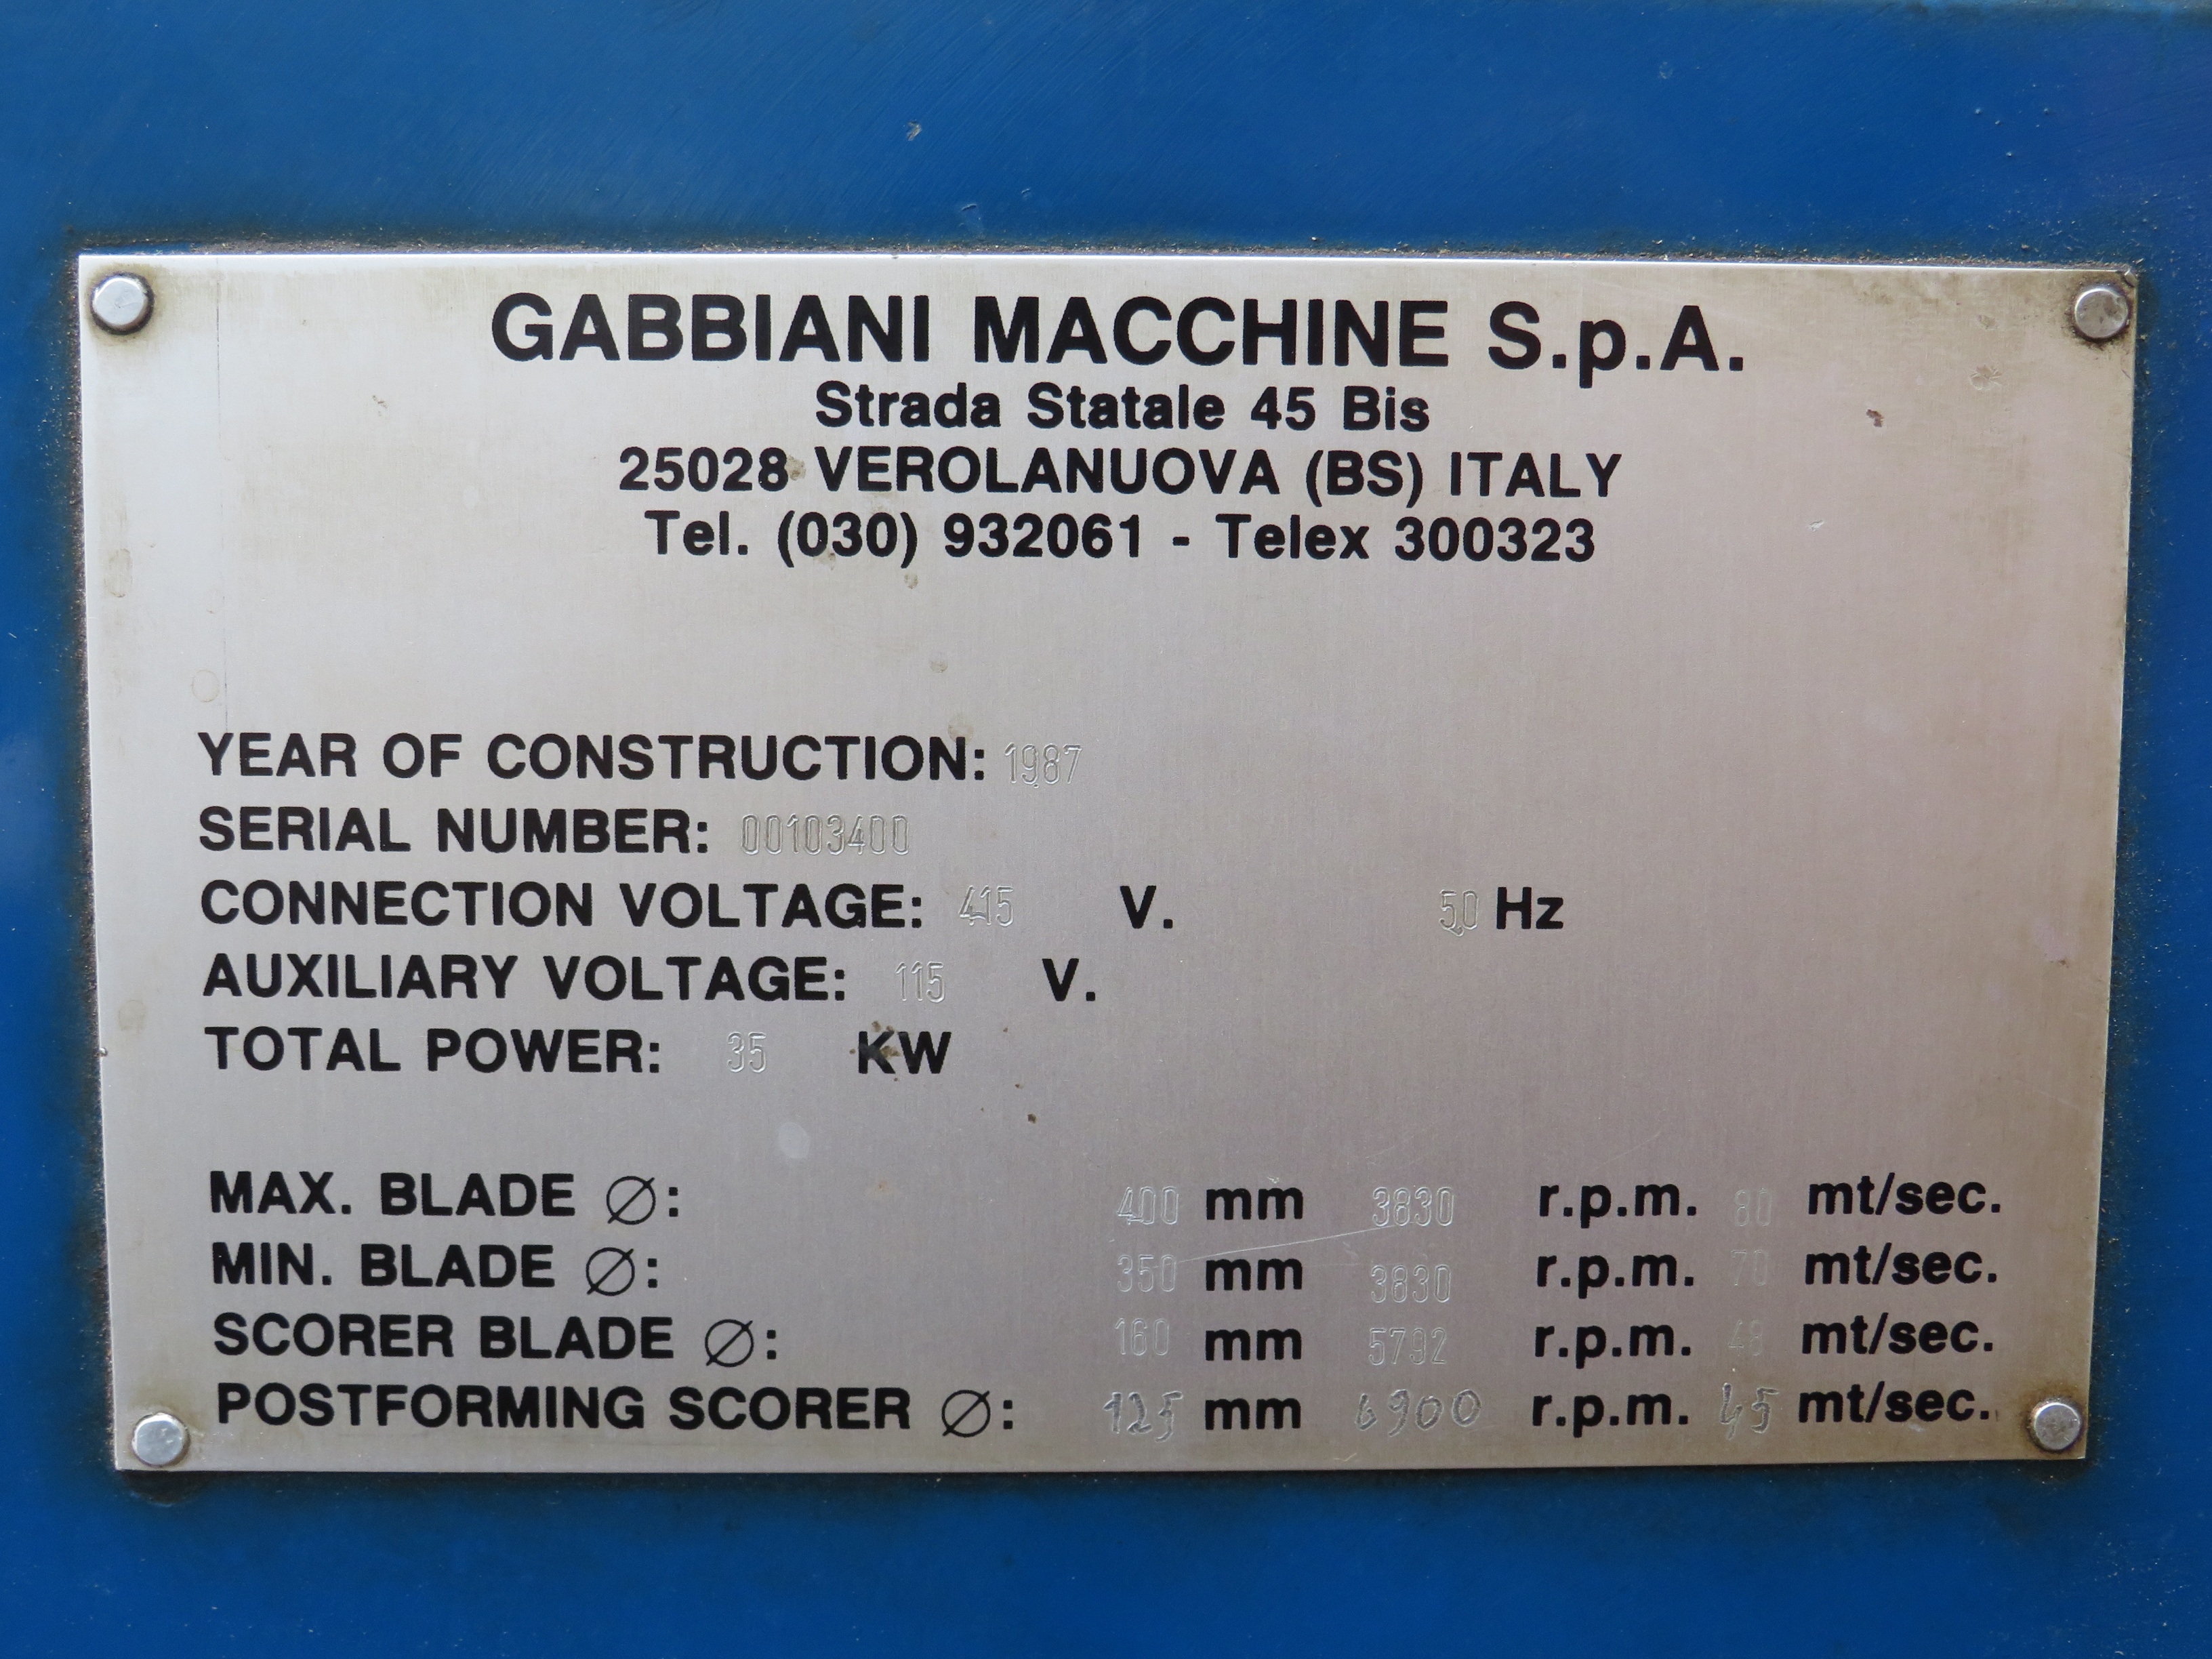 GABBIANI MACCHINE S.p.A.
Strada Statale 45 Bis
25028 VEROLANUOVA (BS) ITALY
Tel. (030) 932061 - Telex 300323
YEAR OF CONSTRUCTION: 1987
SERIAL NUMBER: 00103400
CONNECTION VOLTAGE: 415 V. 50 Hz
AUXILIARY VOLTAGE: 115 V.
TOTAL POWER: 35 KW
MAX. BLADE Ø: 400 mm 3830 r.p.m. 80 mt/sec.
MIN. BLADE Ø: 350 mm 3830 r.p.m. 70 mt/sec.
SCORER BLADE Ø: 160 mm 5792 r.p.m. 48 mt/sec.
POSTFORMING SCORER Ø: 125 mm 6900 r.p.m. 45 mt/sec.